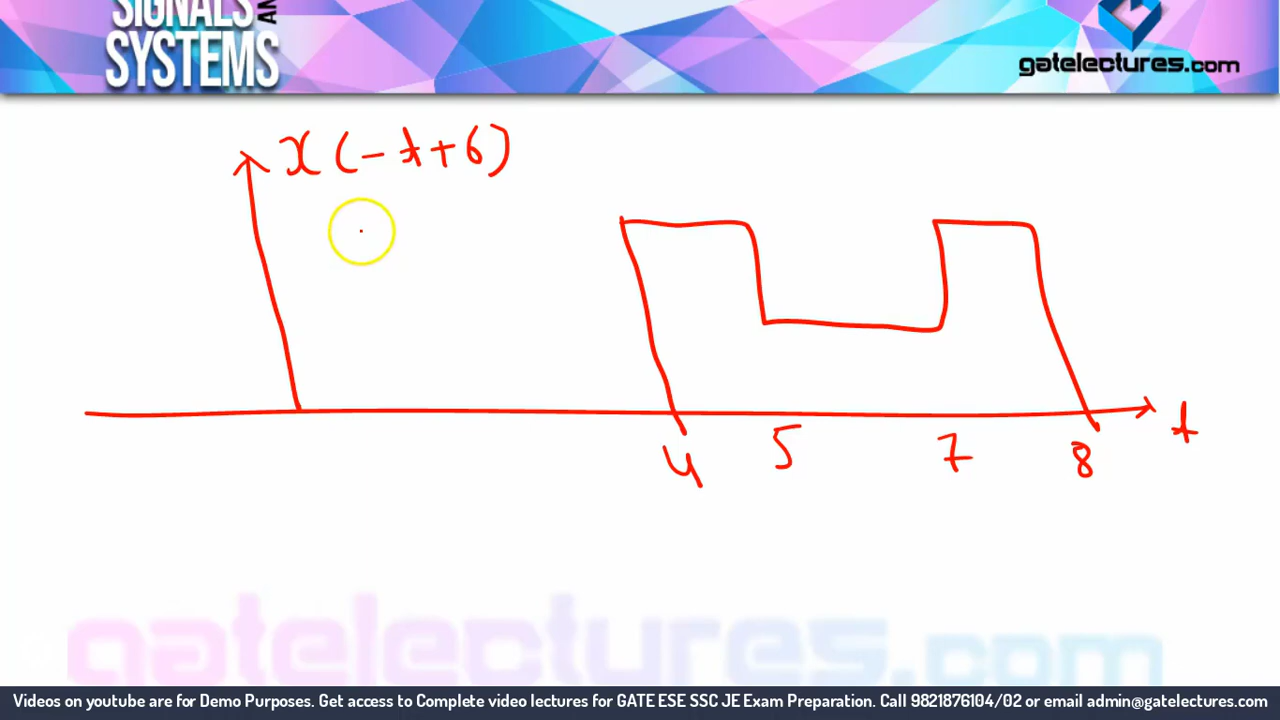 SIGNALS AND
SYSTEMS
gatelectures.com
x(-t+6)
t
4 5 7 8
gatelectures.com
Videos on youtube are for Demo Purposes. Get access to Complete video lectures for GATE ESE SSC JE Exam Preparation. Call 9821876104/02 or email admin@gatelectures.com